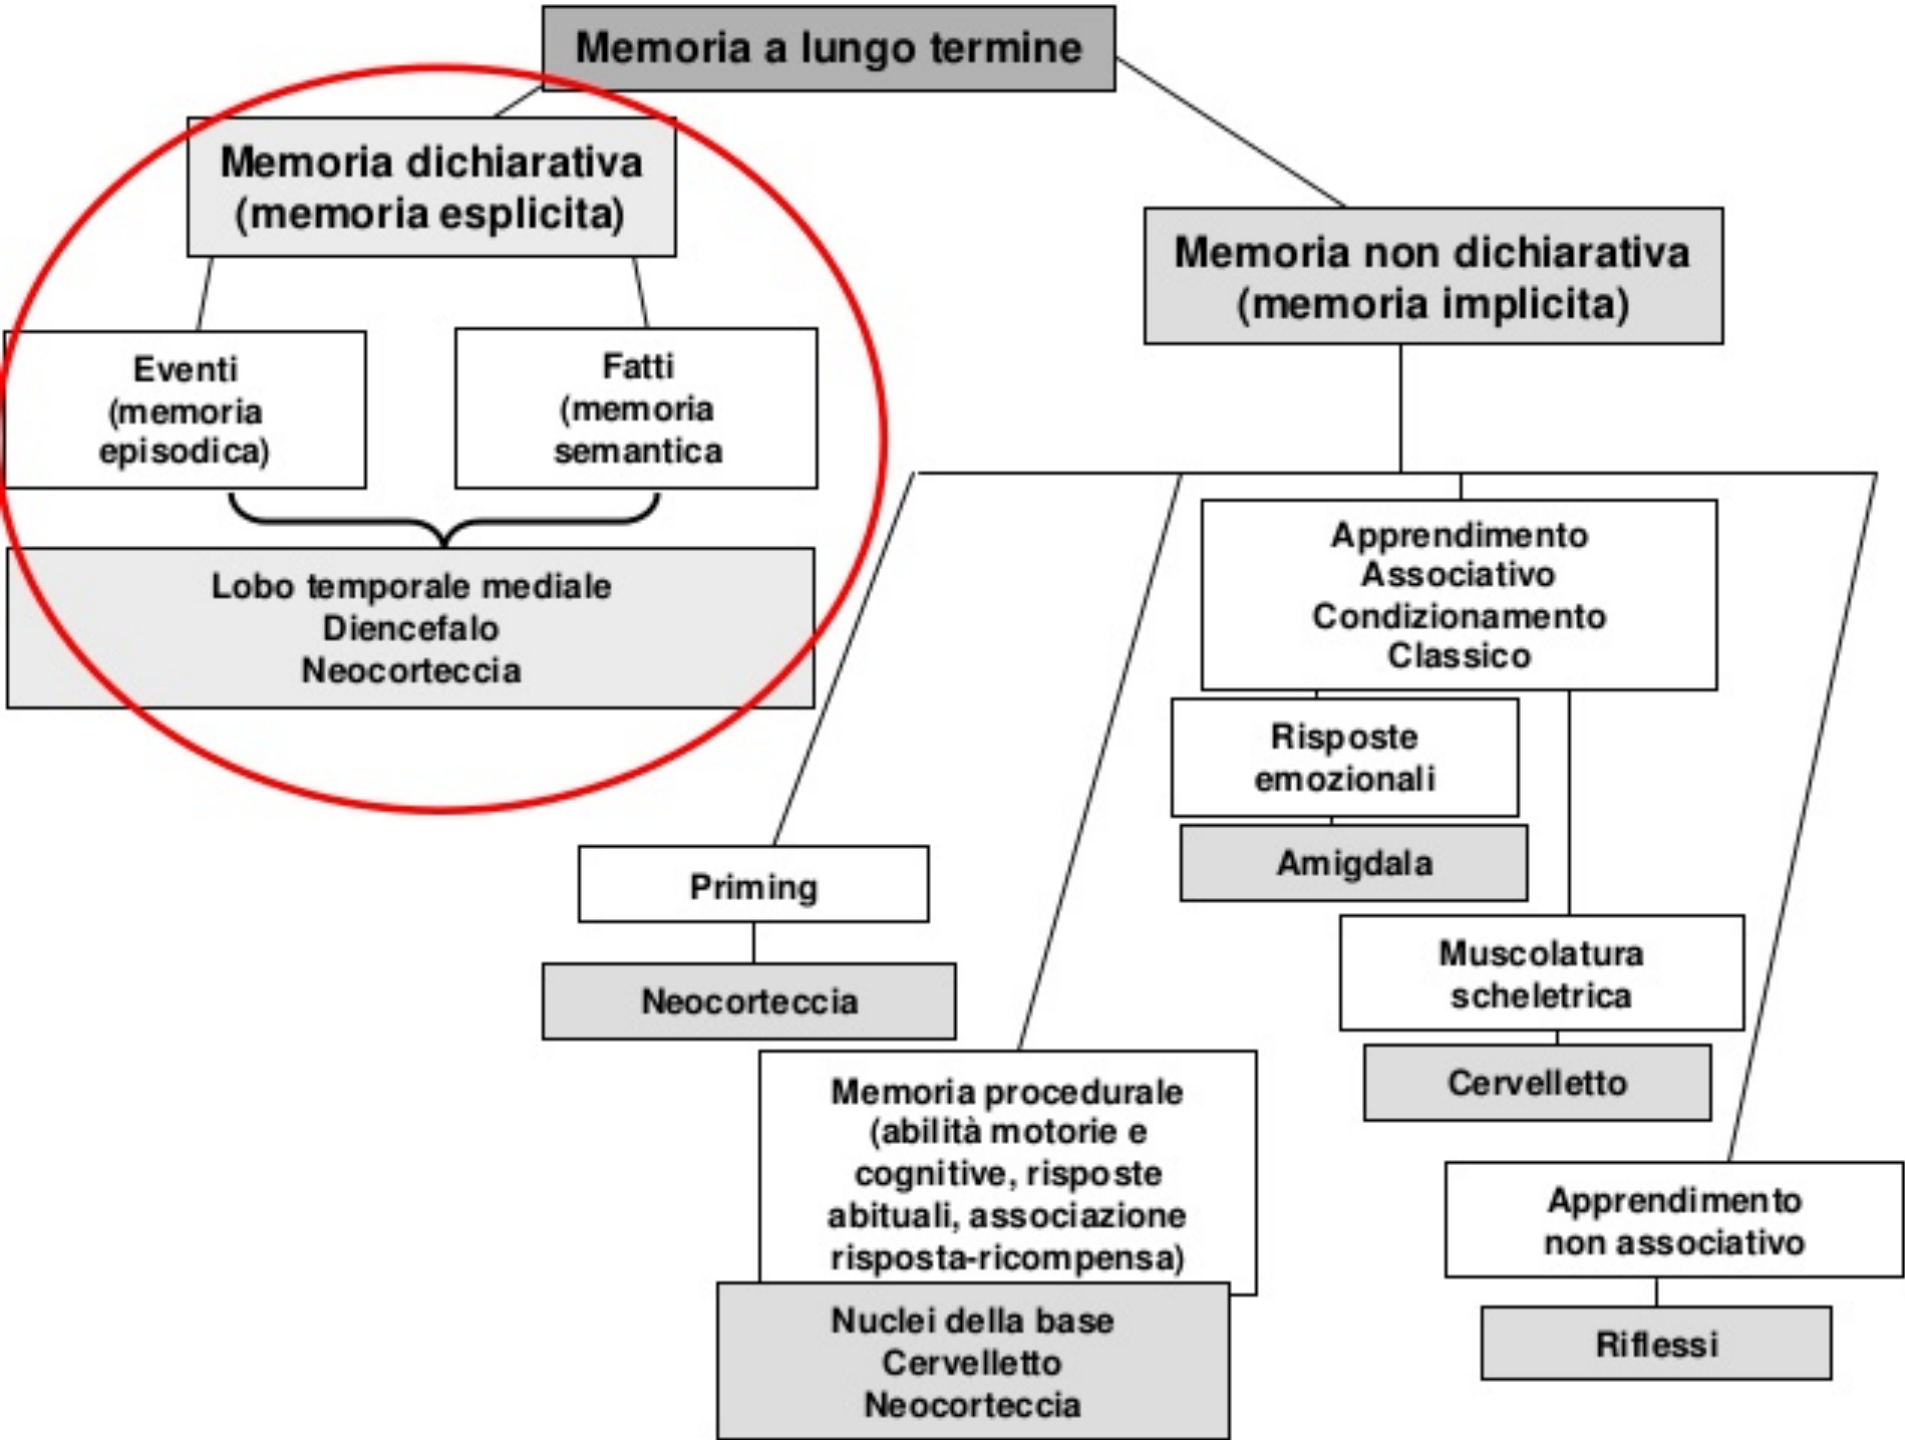 Memoria a lungo termine
Memoria dichiarativa
(memoria esplicita)
Memoria non dichiarativa
(memoria implicita)
Eventi
(memoria
episodica)
Fatti
(memoria
semantica
Lobo temporale mediale
Diencefalo
Neocorteccia
Apprendimento
Associativo
Condizionamento
Classico
Risposte
emozionali
Amigdala
Priming
Neocorteccia
Muscolatura
scheletrica
Cervelletto
Memoria procedurale
(abilità motorie e
cognitive, risposte
abituali, associazione
risposta-ricompensa)
Nuclei della base
Cervelletto
Neocorteccia
Apprendimento
non associativo
Riflessi